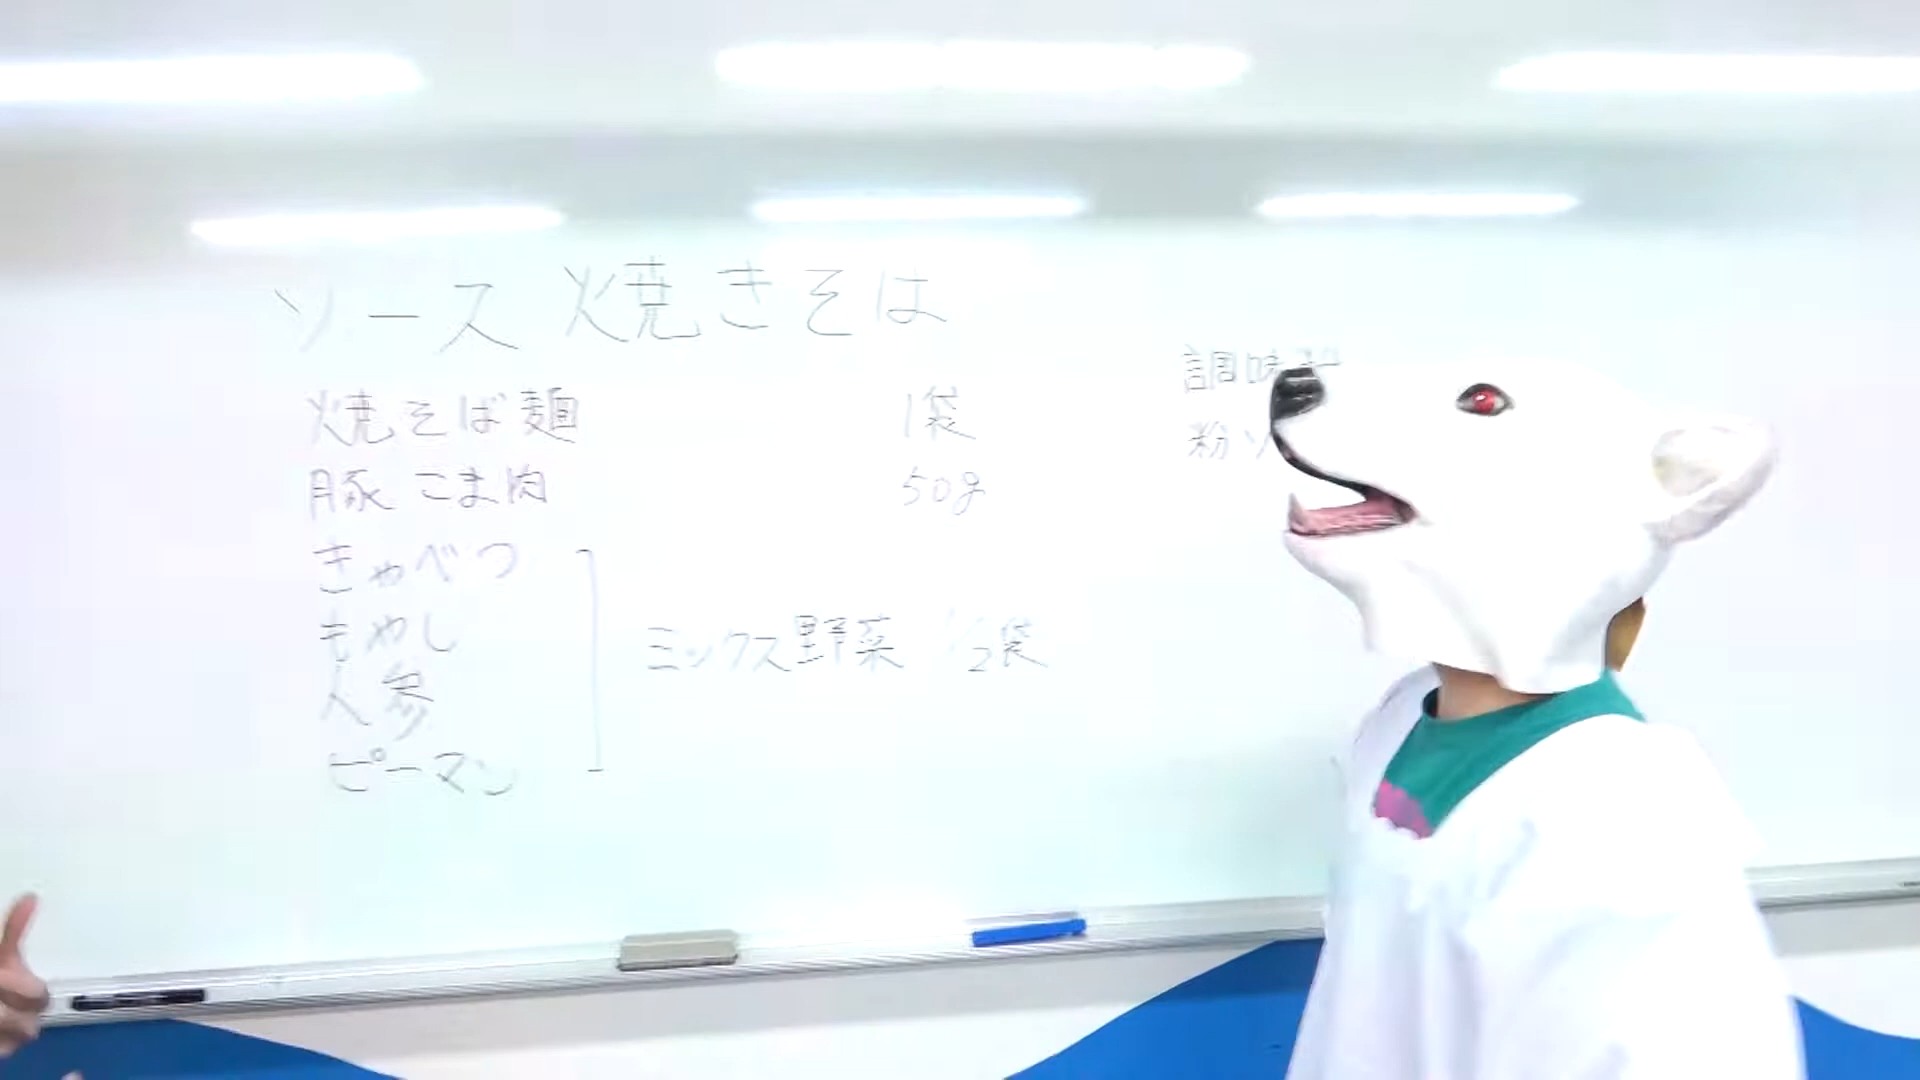 ソース 焼きそば
焼そば麺 1袋
豚こま肉 50g
きゃべつ
もやし
人参
ピーマン
ミックス野菜 1/2袋
調味
粉